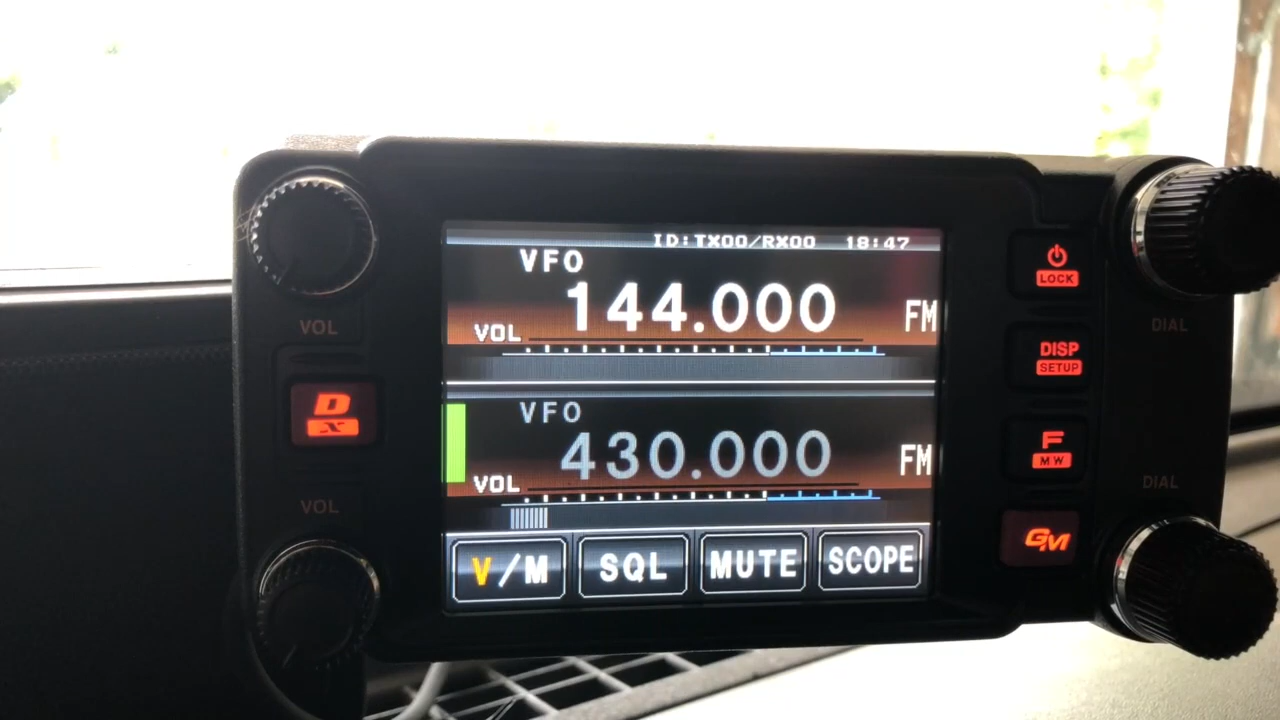 ID:TX00/RX00 18:47
VFO
144.000 FM
VOL
VFO
430.000 FM
VOL
V/M SQL MUTE SCOPE
VOL
D
X
VOL
LOCK
DISP
SETUP
F
MW
GM
DIAL
DIAL